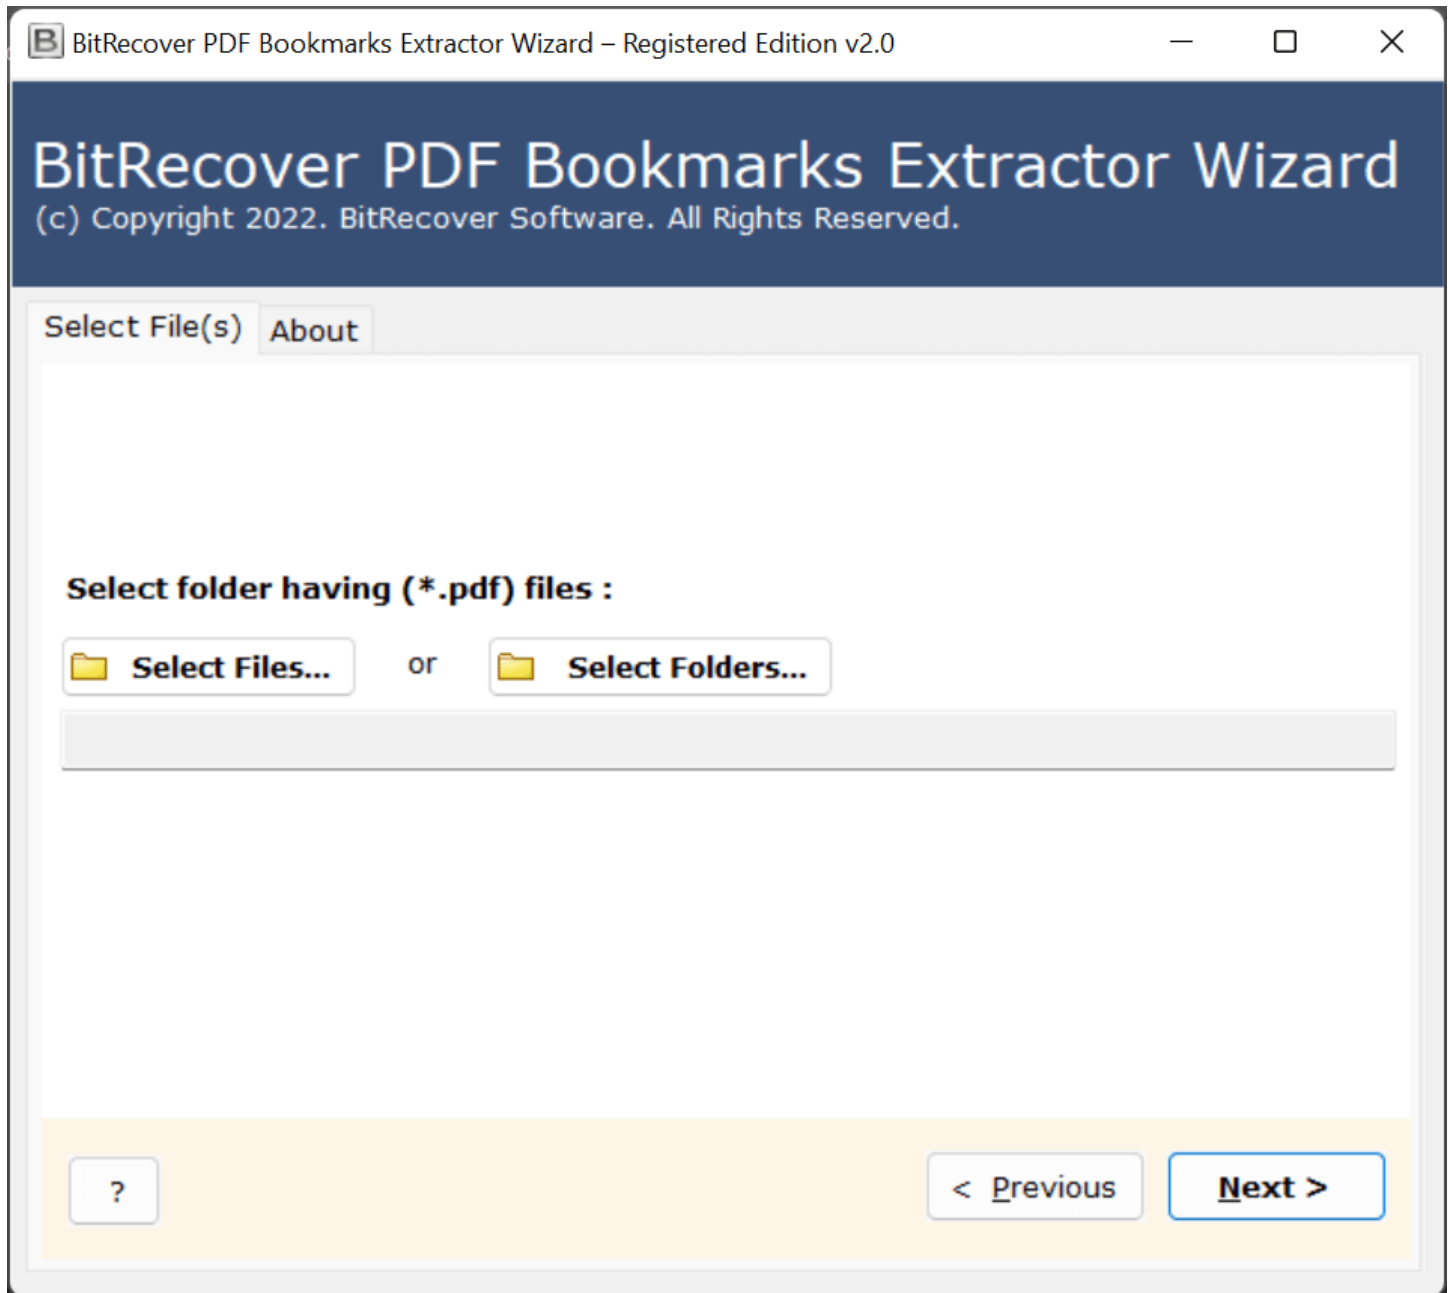 B BitRecover PDF Bookmarks Extractor Wizard – Registered Edition v2.0
BitRecover PDF Bookmarks Extractor Wizard
(c) Copyright 2022. BitRecover Software. All Rights Reserved.
Select File(s) About
Select folder having (*.pdf) files :
Select Files... or Select Folders...
? < Previous Next >